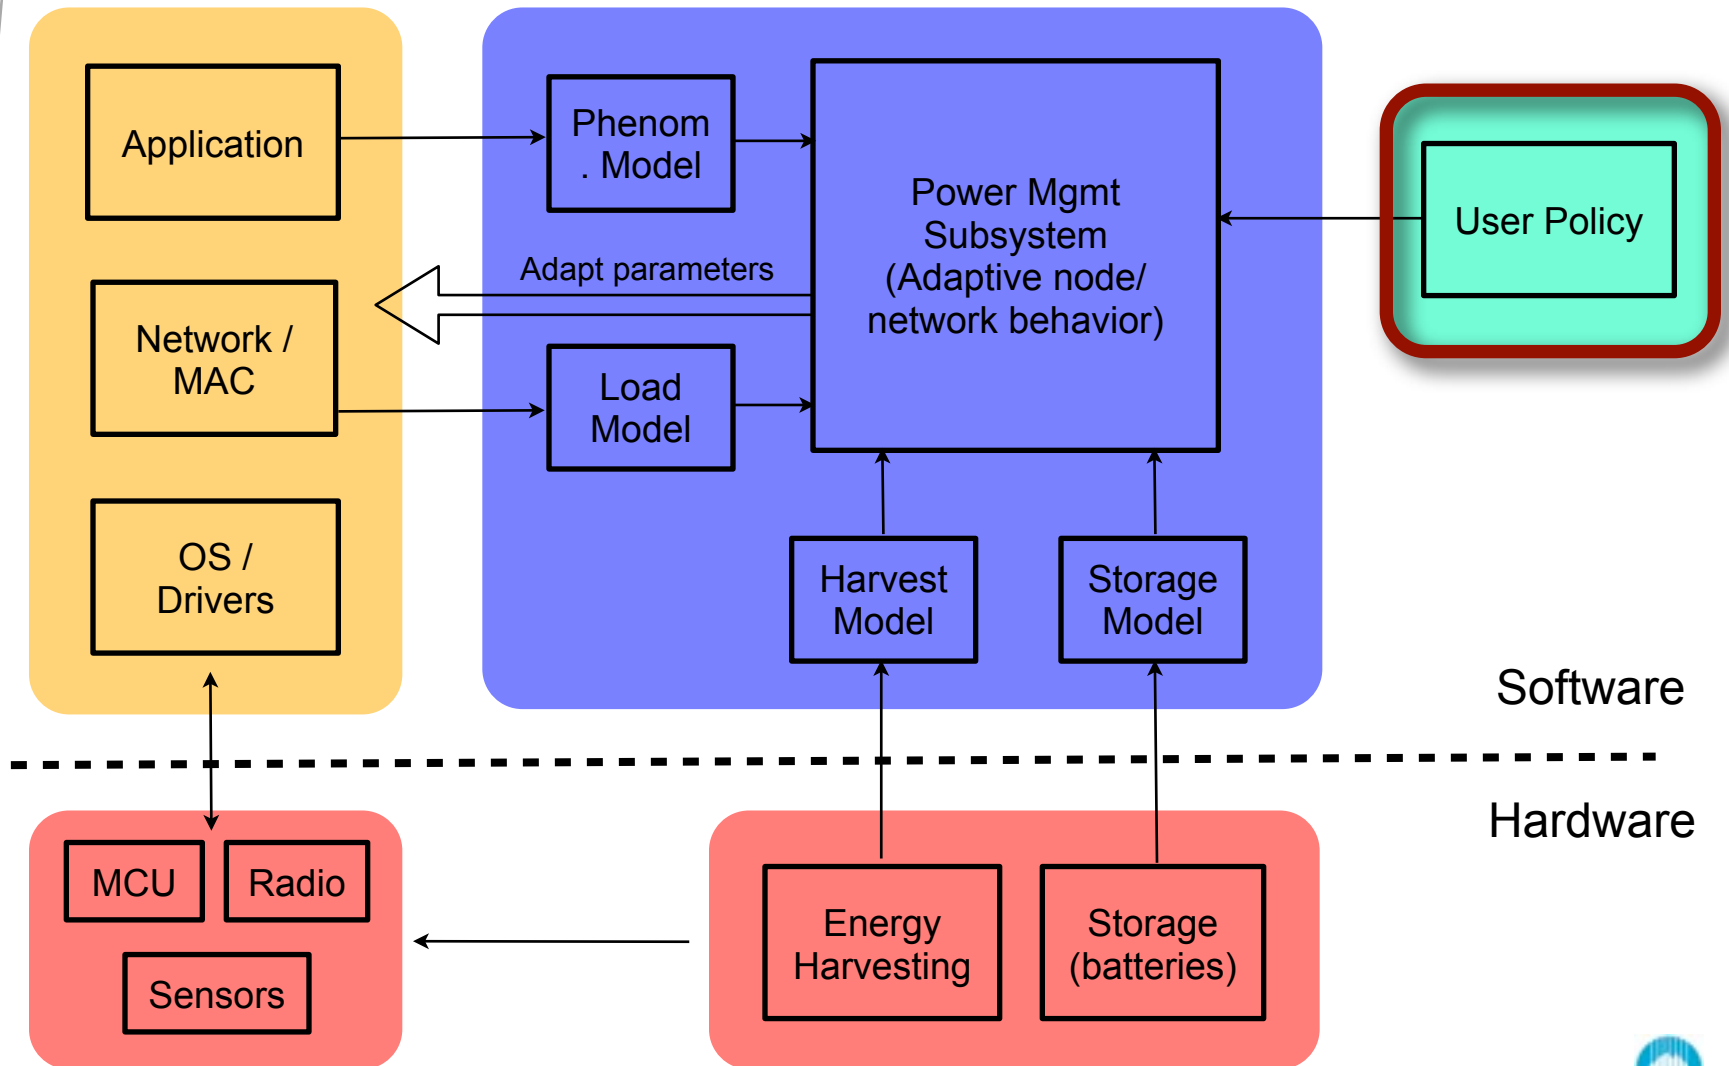 Application
Phenom
. Model
Power Mgmt
Subsystem
(Adaptive node/
network behavior)
User Policy
Adapt parameters
Network /
MAC
Load
Model
OS /
Drivers
Harvest
Model
Storage
Model
Software
Hardware
MCU
Radio
Sensors
Energy
Harvesting
Storage
(batteries)